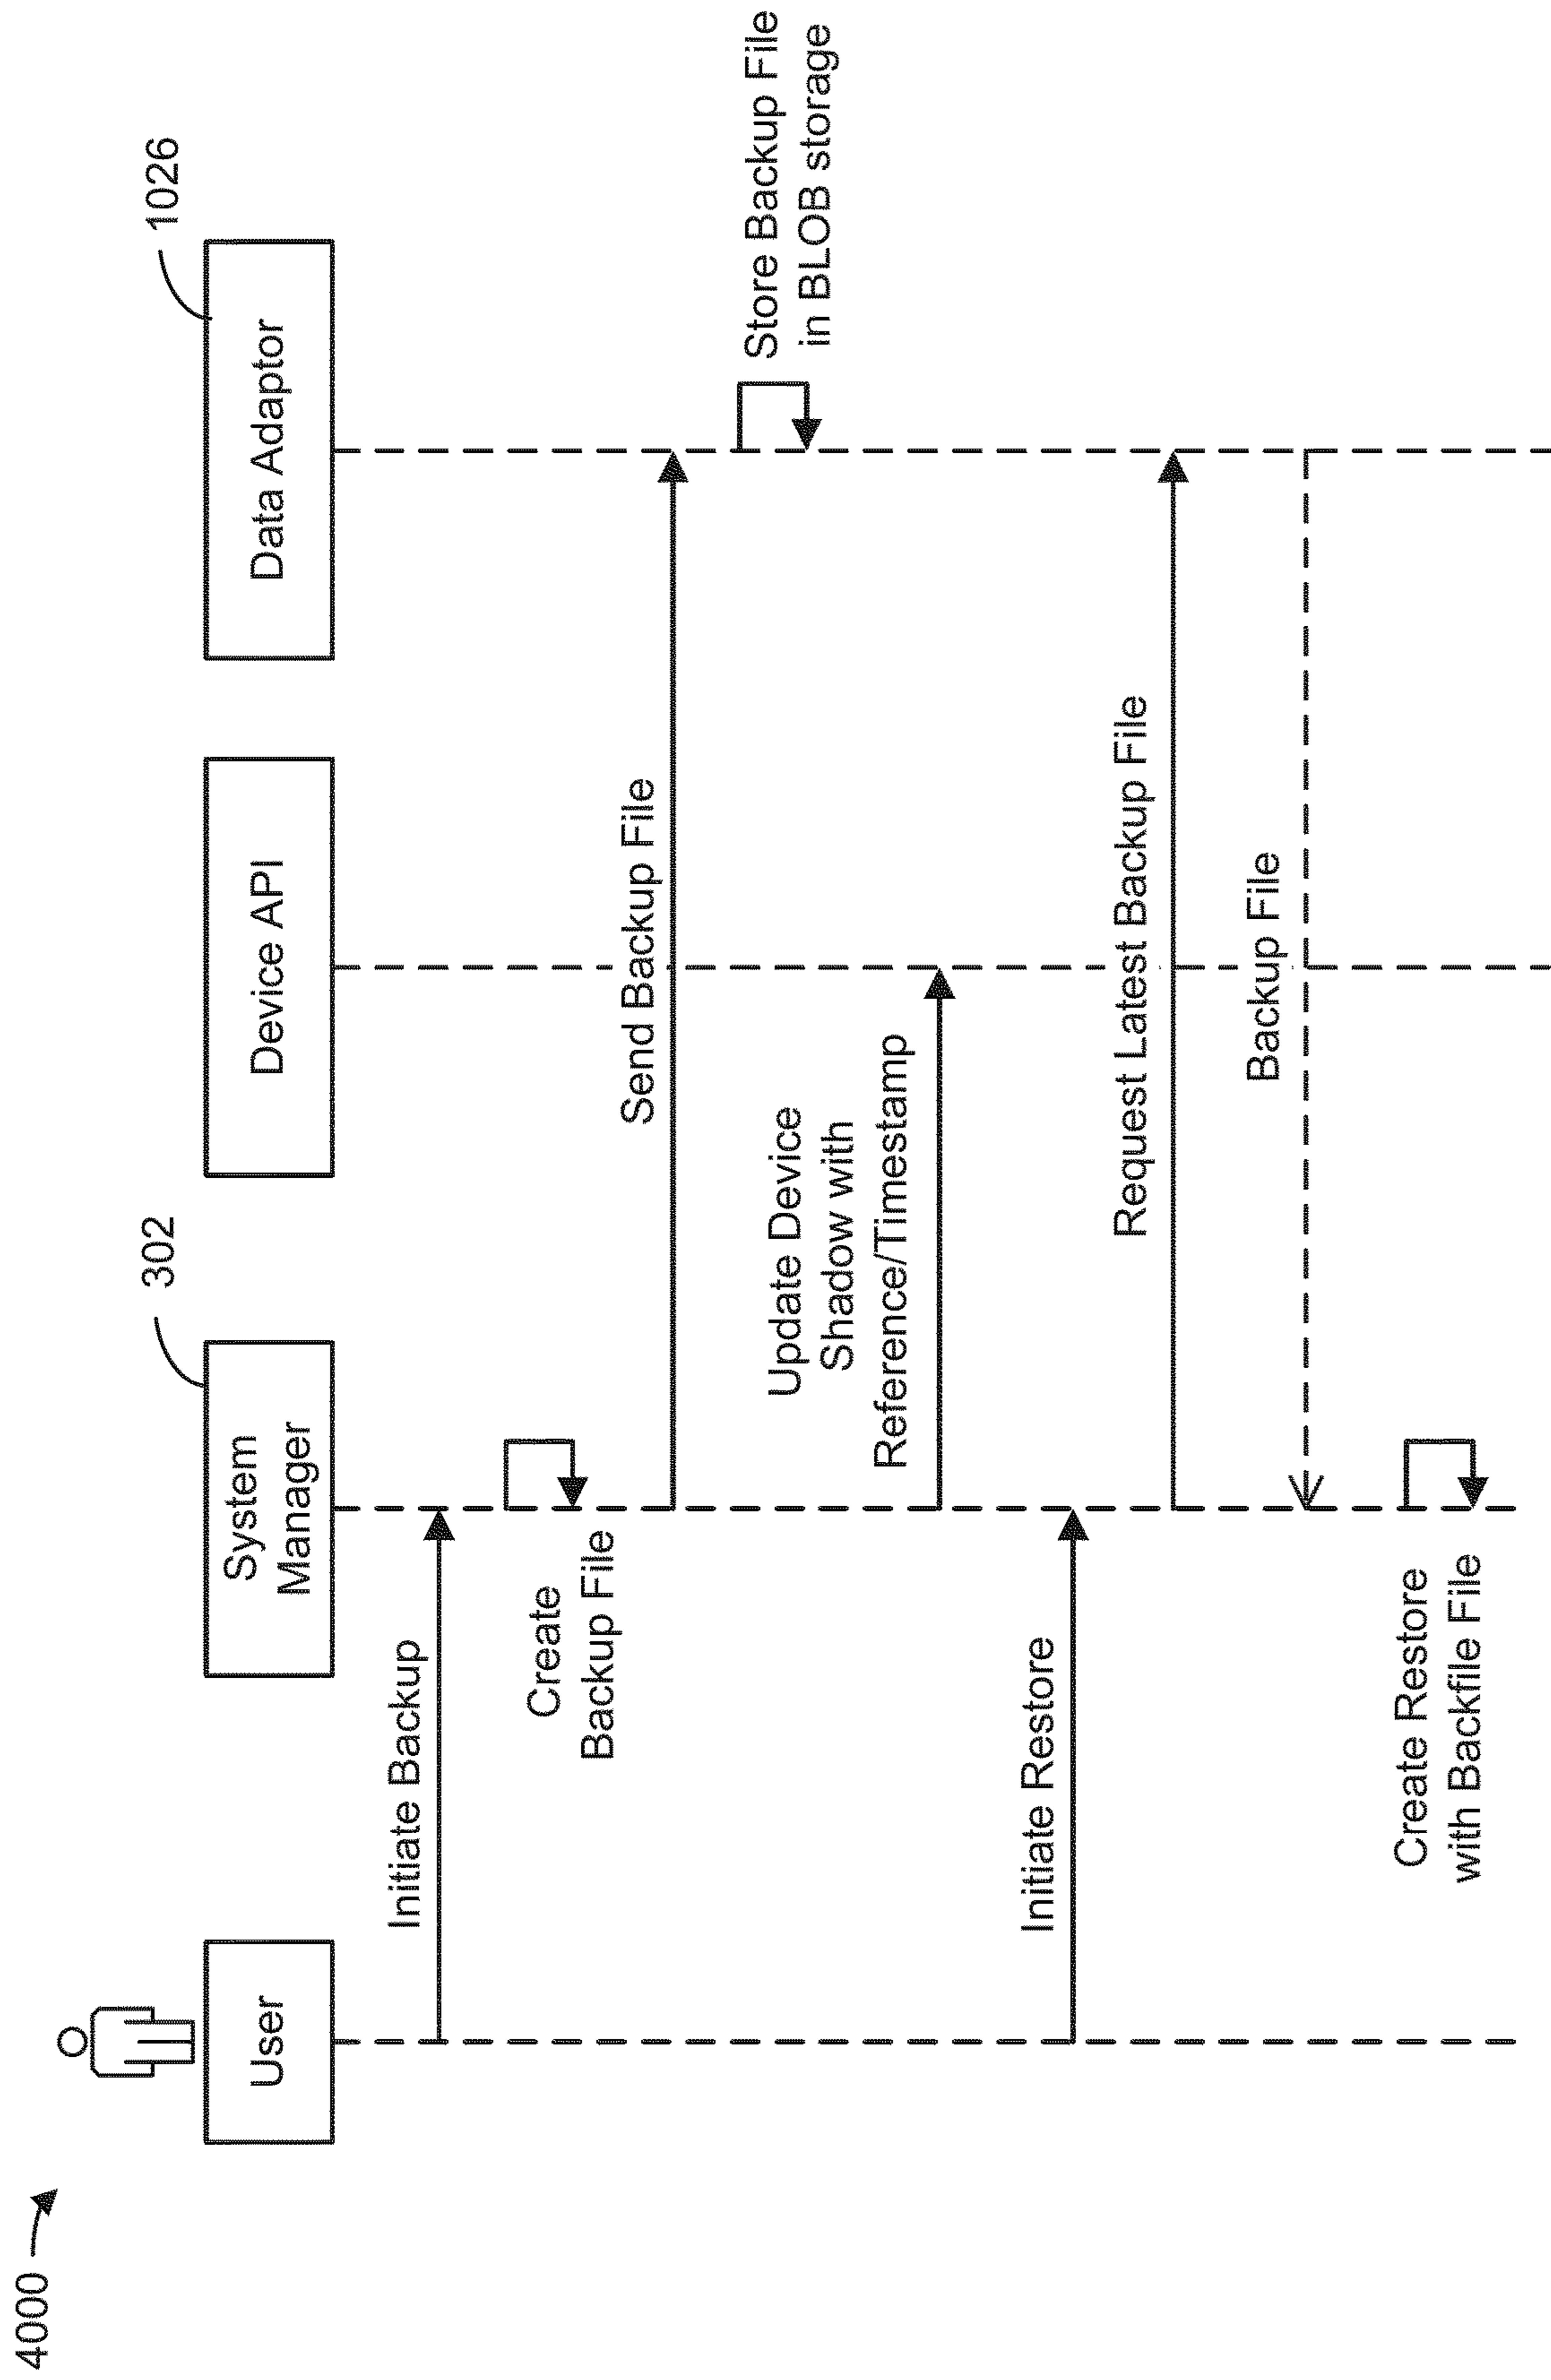 4000
User
System
Manager
302
Device API
Data Adaptor
1026
Initiate Backup
Create
Backup File
Send Backup File
Store Backup File
in BLOB storage
Update Device
Shadow with
Reference/Timestamp
Initiate Restore
Request Latest Backup File
Backup File
Create Restore
with Backfile File